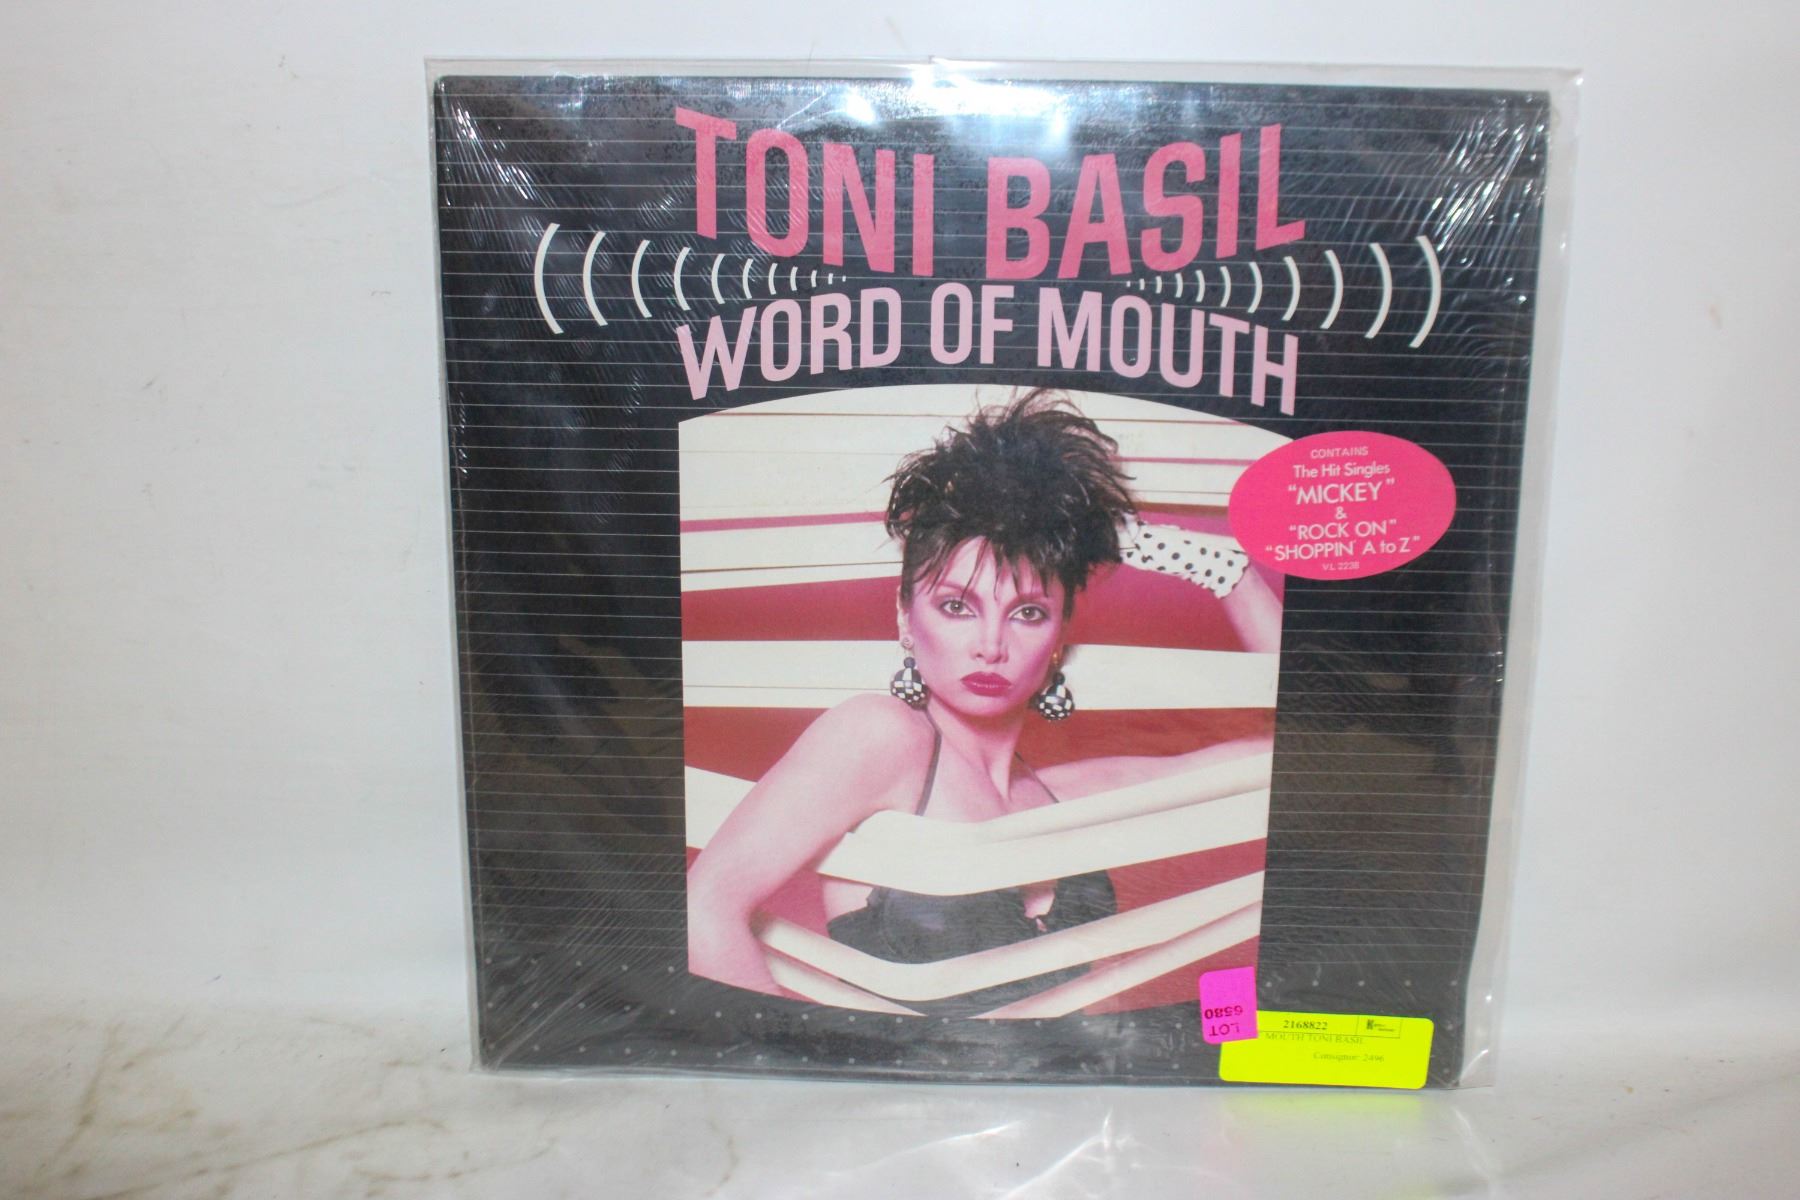 TONI BASIL
WORD OF MOUTH
CONTAINS
The Hit Singles
"MICKEY"
&
"ROCK ON"
"SHOPPIN' A to Z"
VL 2238
LOT
6580
2168822
MOUTH TONI BASIL
Consignor: 2496